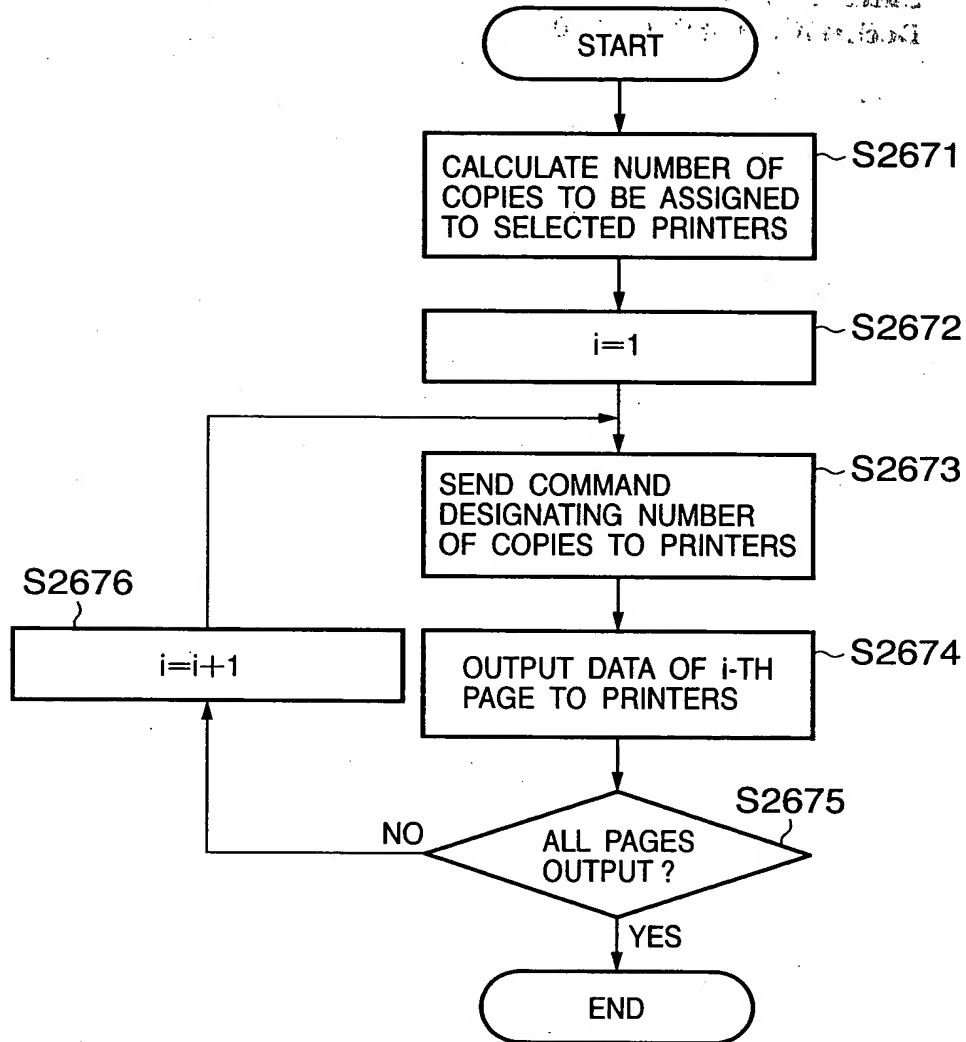 START
CALCULATE NUMBER OF
COPIES TO BE ASSIGNED
TO SELECTED PRINTERS
S2671
i=1
S2672
SEND COMMAND
DESIGNATING NUMBER
OF COPIES TO PRINTERS
S2673
S2676
i=i+1
OUTPUT DATA OF i-TH
PAGE TO PRINTERS
S2674
S2675
NO
ALL PAGES
OUTPUT ?
YES
END